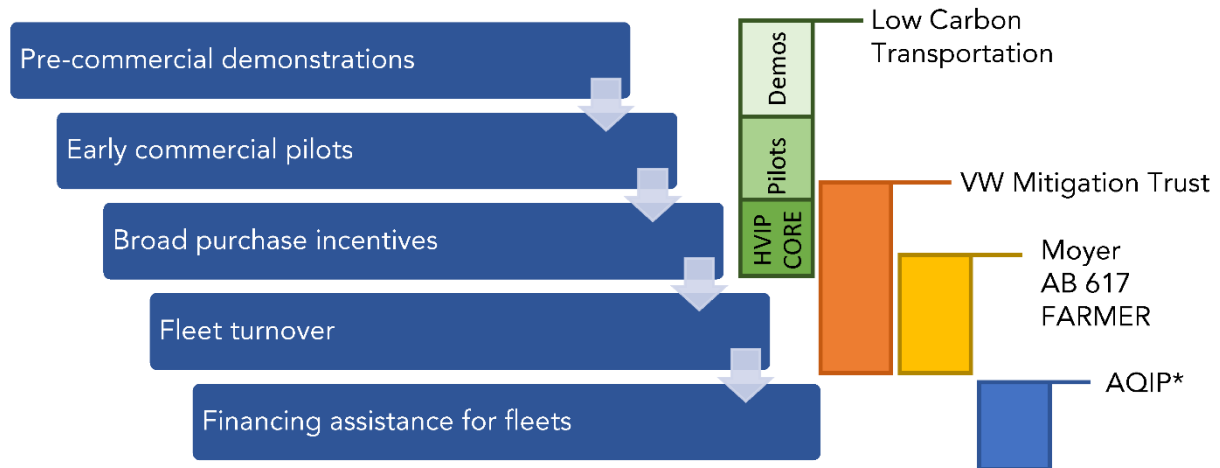 Pre-commercial demonstrations
Early commercial pilots
Broad purchase incentives
Fleet turnover
Financing assistance for fleets
Demos
Pilots
HVIP
CORE
Low Carbon
Transportation
VW Mitigation Trust
Moyer
AB 617
FARMER
AQIP*